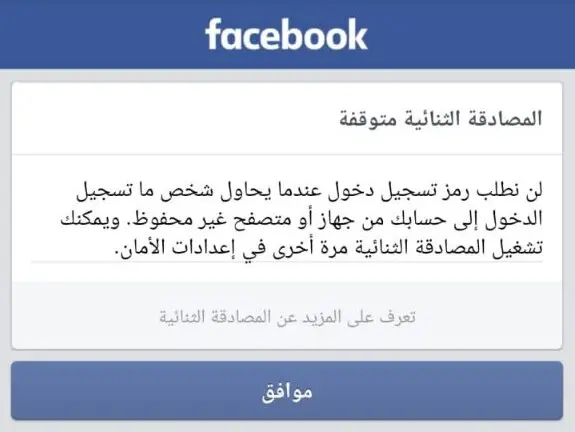 facebook
المصادقة الثنائية متوقفة
لن نطلب رمز تسجيل دخول عندما يحاول شخص ما تسجيل
الدخول إلى حسابك من جهاز أو متصفح غير محفوظ. ويمكنك
تشغيل المصادقة الثنائية مرة أخرى في إعدادات الأمان.
تعرف على المزيد عن المصادقة الثنائية
موافق